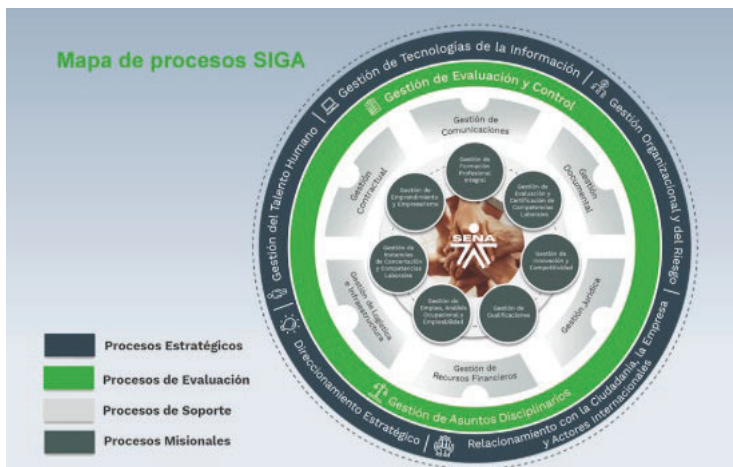 Mapa de procesos SIGA
Gestión de Tecnologías de la Información
Gestión Organizacional y del Riesgo
Relacionamiento con la Ciudadanía, la Empresa
y Actores Internacionales
Direccionamiento Estratégico
Gestión del Talento Humano
Gestión de Evaluación y Control
Gestión de Asuntos Disciplinarios
Gestión de
Comunicaciones
Gestión
Documental
Gestión Jurídica
Gestión de
Recursos Financieros
Gestión de Logística
e Infraestructura
Gestión
Contractual
Gestión de
Formación
Profesional
Integral
Gestión de
Evaluación y
Certificación de
Competencias
Laborales
Gestión de
Innovación y
Competitividad
Gestión de
Cualificaciones
Gestión de
Empleo, Análisis
Ocupacional y
Empleabilidad
Gestión de
Instancias
de Concertación
y Competencias
Laborales
Gestión de
Emprendimiento
y Empresarismo
SENA
Procesos Estratégicos
Procesos de Evaluación
Procesos de Soporte
Procesos Misionales